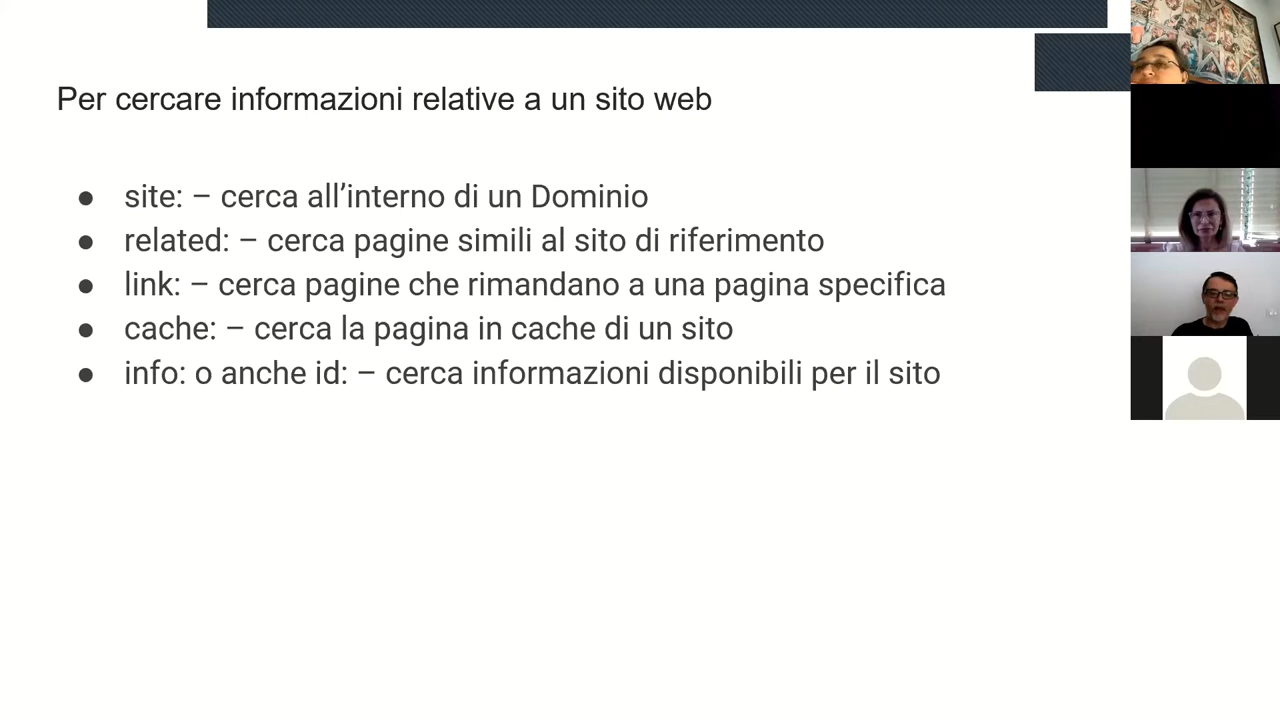 Per cercare informazioni relative a un sito web
● site: – cerca all’interno di un Dominio
● related: – cerca pagine simili al sito di riferimento
● link: – cerca pagine che rimandano a una pagina specifica
● cache: – cerca la pagina in cache di un sito
● info: o anche id: – cerca informazioni disponibili per il sito